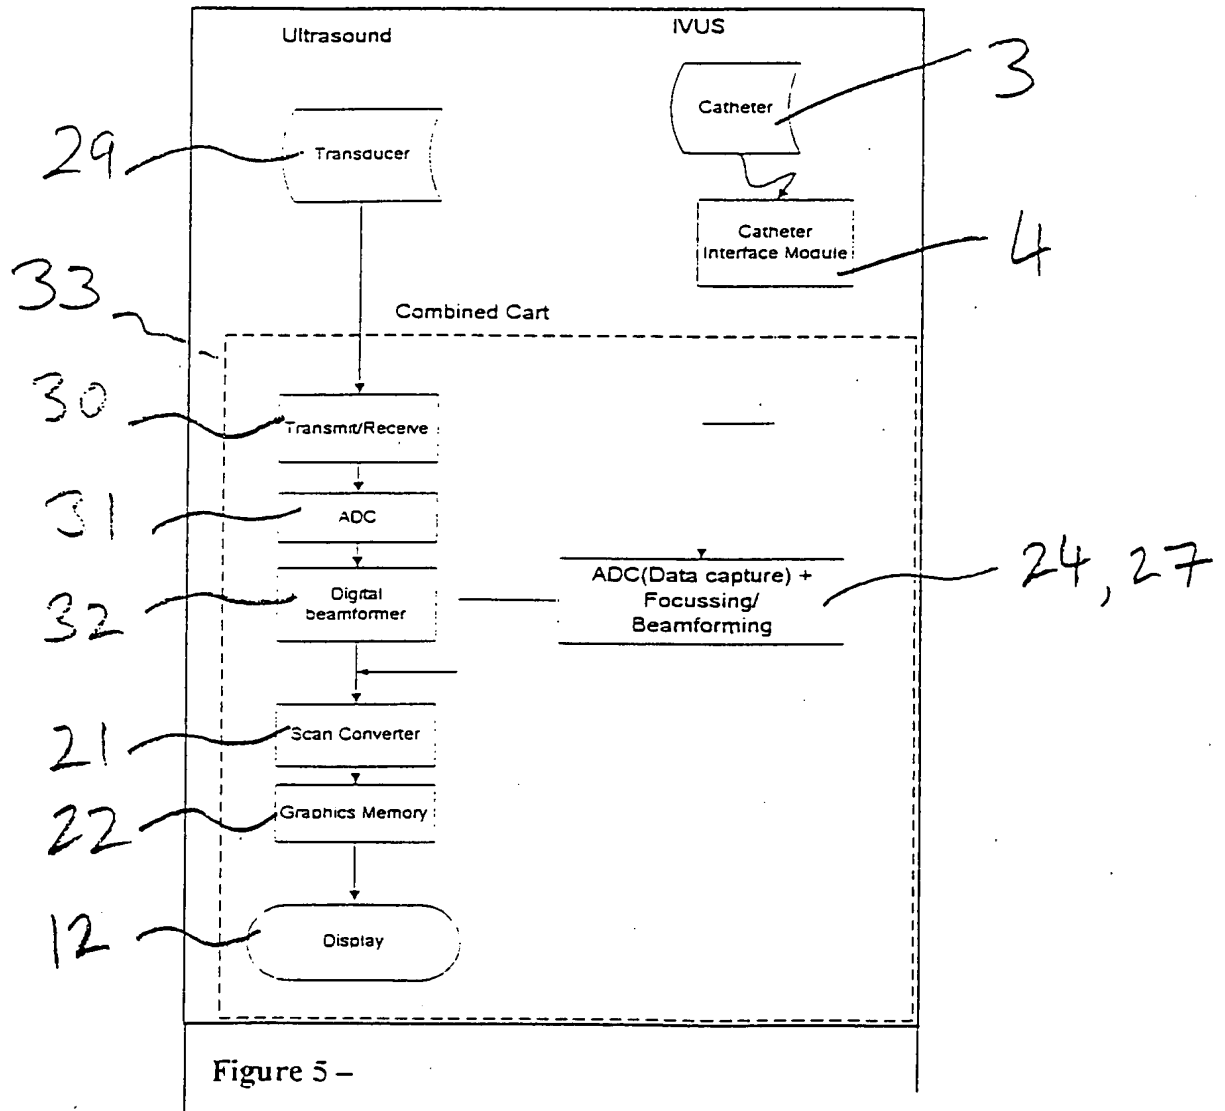 Ultrasound
IVUS
3
Catheter
29
Transducer
Catheter
Interface Module
4
33
Combined Cart
30
Transmit/Receive
31
ADC
24, 27
ADC(Data capture) +
Focussing/
Beamforming
32
Digital
beamformer
21
Scan Converter
22
Graphics Memory
12
Display
Figure 5 –